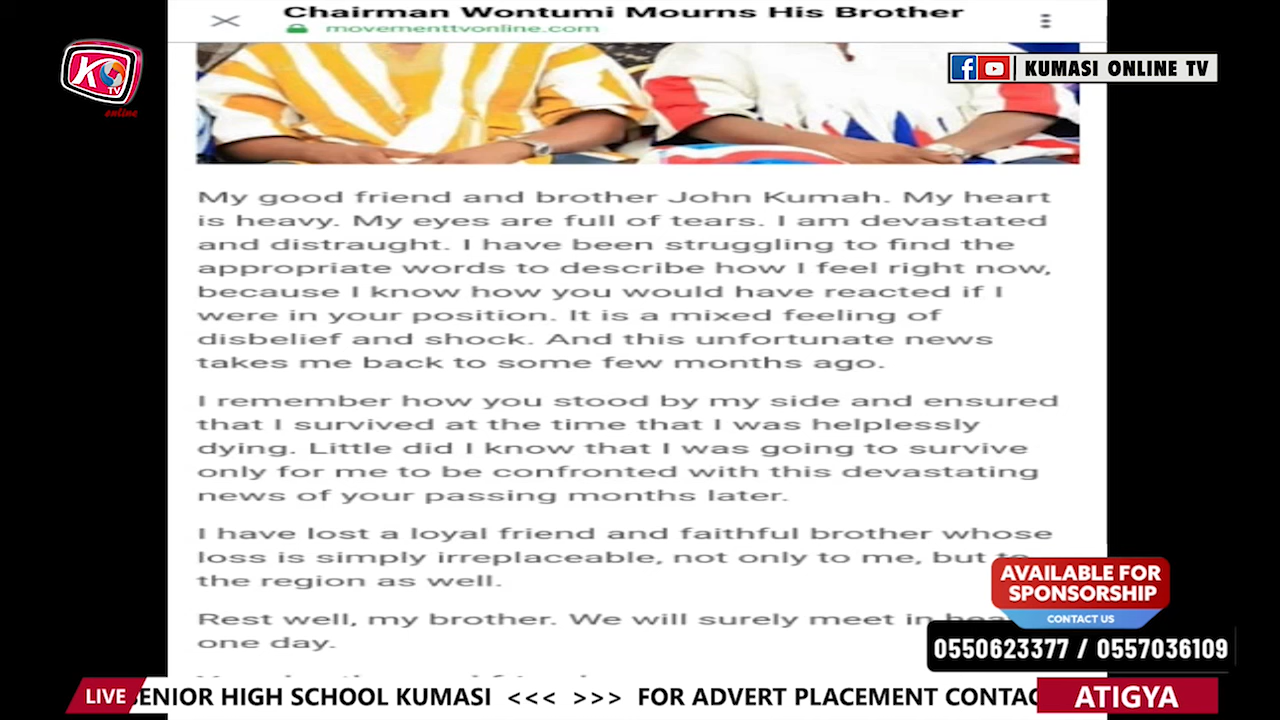 Chairman Wontumi Mourns His Brother
movementtvonline.com
K TV
online
KUMASI ONLINE TV
My good friend and brother John Kumah. My heart
is heavy. My eyes are full of tears. I am devastated
and distraught. I have been struggling to find the
appropriate words to describe how I feel right now,
because I know how you would have reacted if I
were in your position. It is a mixed feeling of
disbelief and shock. And this unfortunate news
takes me back to some few months ago.
I remember how you stood by my side and ensured
that I survived at the time that I was helplessly
dying. Little did I know that I was going to survive
only for me to be confronted with this devastating
news of your passing months later.
I have lost a loyal friend and faithful brother whose
loss is simply irreplaceable, not only to me, but to
the region as well.
Rest well, my brother. We will surely meet in
one day.
AVAILABLE FOR
SPONSORSHIP
CONTACT US
0550623377 / 0557036109
LIVE ENIOR HIGH SCHOOL KUMASI <<< >>> FOR ADVERT PLACEMENT CONTAC ATIGYA